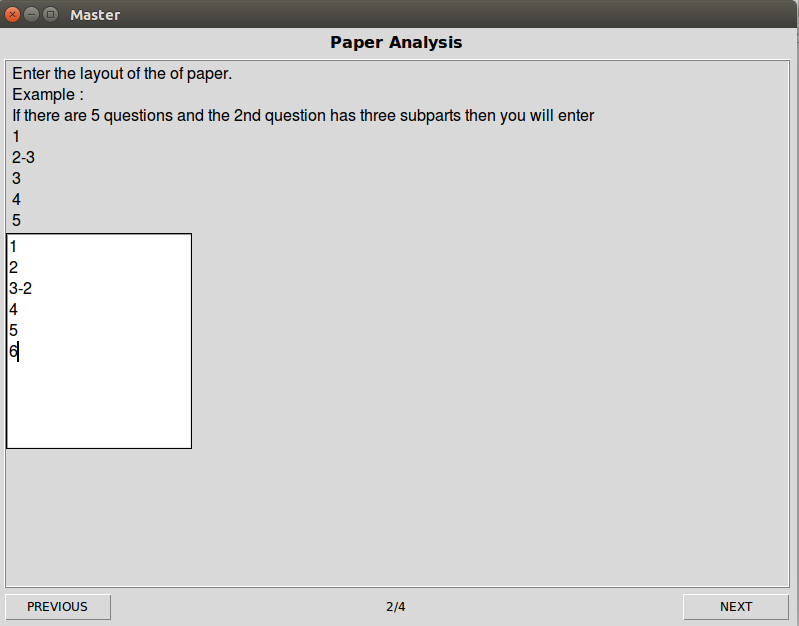 Master
Paper Analysis
Enter the layout of the of paper.
Example :
If there are 5 questions and the 2nd question has three subparts then you will enter
1
2-3
3
4
5
1
2
3-2
4
5
6
PREVIOUS
2/4
NEXT